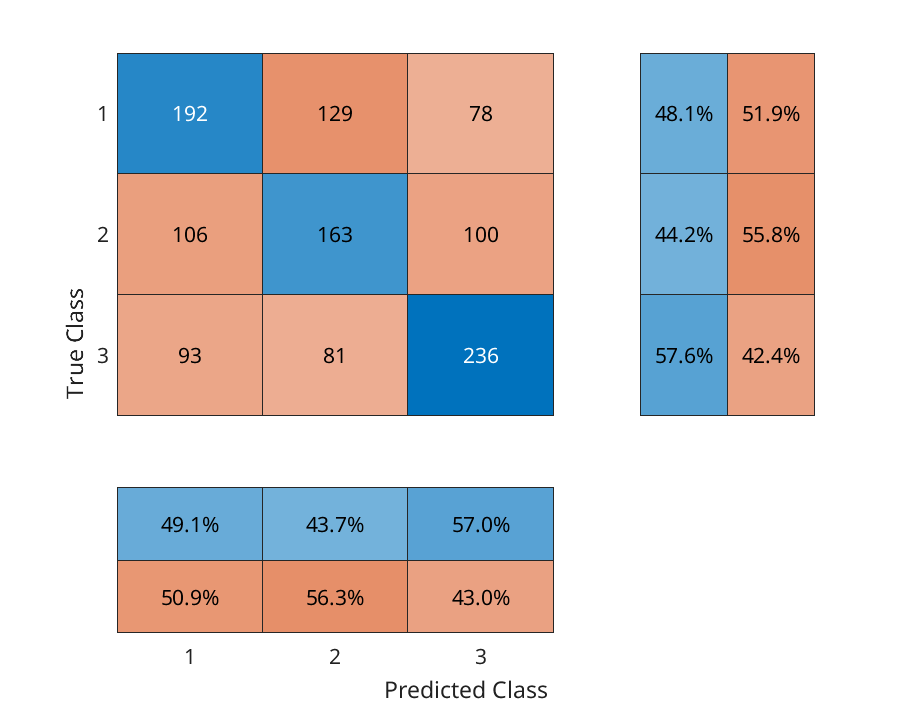 1 192 129 78 48.1% 51.9%
2 106 163 100 44.2% 55.8%
True Class
3 93 81 236 57.6% 42.4%
49.1% 43.7% 57.0%
50.9% 56.3% 43.0%
1 2 3
Predicted Class